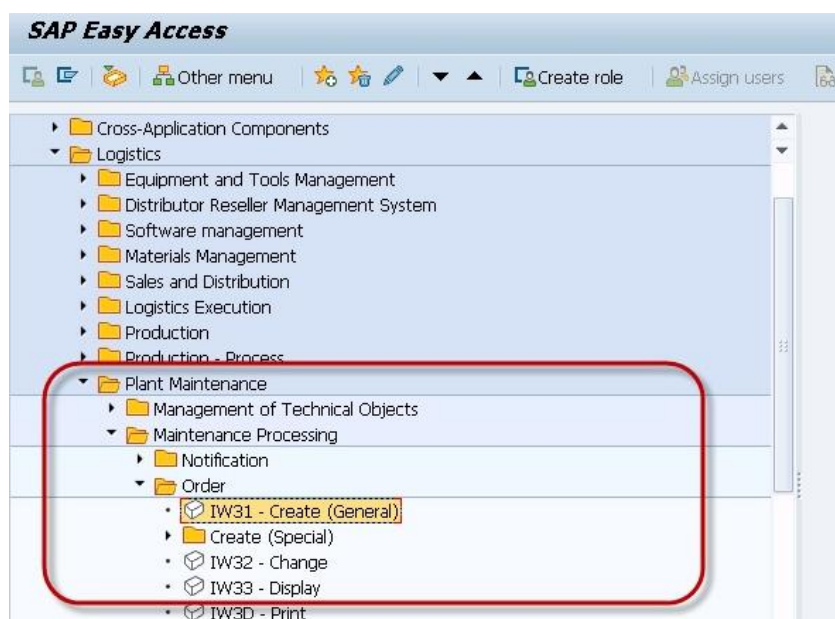 SAP Easy Access
Other menu Create role Assign users
Cross-Application Components
Logistics
Equipment and Tools Management
Distributor Reseller Management System
Software management
Materials Management
Sales and Distribution
Logistics Execution
Production
Production - Process
Plant Maintenance
Management of Technical Objects
Maintenance Processing
Notification
Order
IW31 - Create (General)
Create (Special)
IW32 - Change
IW33 - Display
IW3D - Print